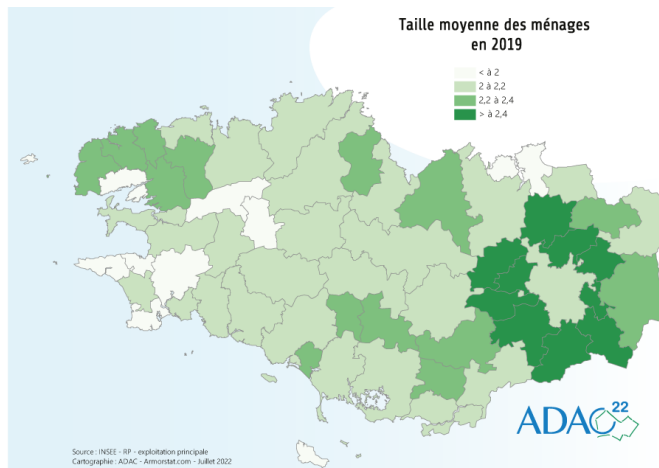 Taille moyenne des ménages
en 2019
< à 2
2 à 2,2
2,2 à 2,4
> à 2,4
ADAC 22
Source : INSEE - RP - exploitation principale
Cartographie : ADAC - Armorstat.com - Juillet 2022